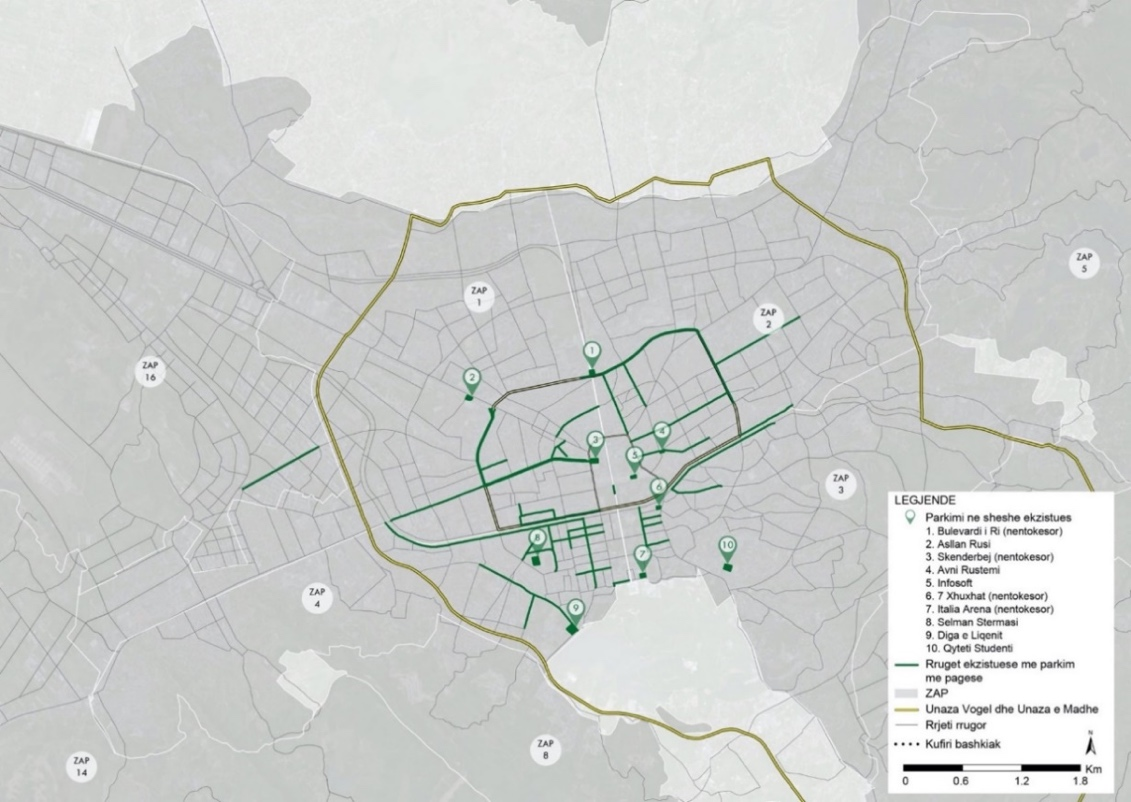 ZAP
5
ZAP
1
ZAP
2
1
ZAP
16
2
4
3
5
ZAP
3
6
8
10
7
ZAP
4
9
ZAP
8
ZAP
14
LEGJENDE
Parkimi ne sheshe ekzistues
1. Bulevardi i Ri (nentokesor)
2. Asllan Rusi
3. Skenderbej (nentokesor)
4. Avni Rustemi
5. Infosoft
6. 7 Xhuxhat (nentokesor)
7. Italia Arena (nentokesor)
8. Selman Stermasi
9. Diga e Liqenit
10. Qyteti Studenti
Rruget ekzistuese me parkim
me pagese
ZAP
Unaza Vogel dhe Unaza e Madhe
Rrjeti rrugor
Kufiri bashkiak
N
Km
0 0.6 1.2 1.8